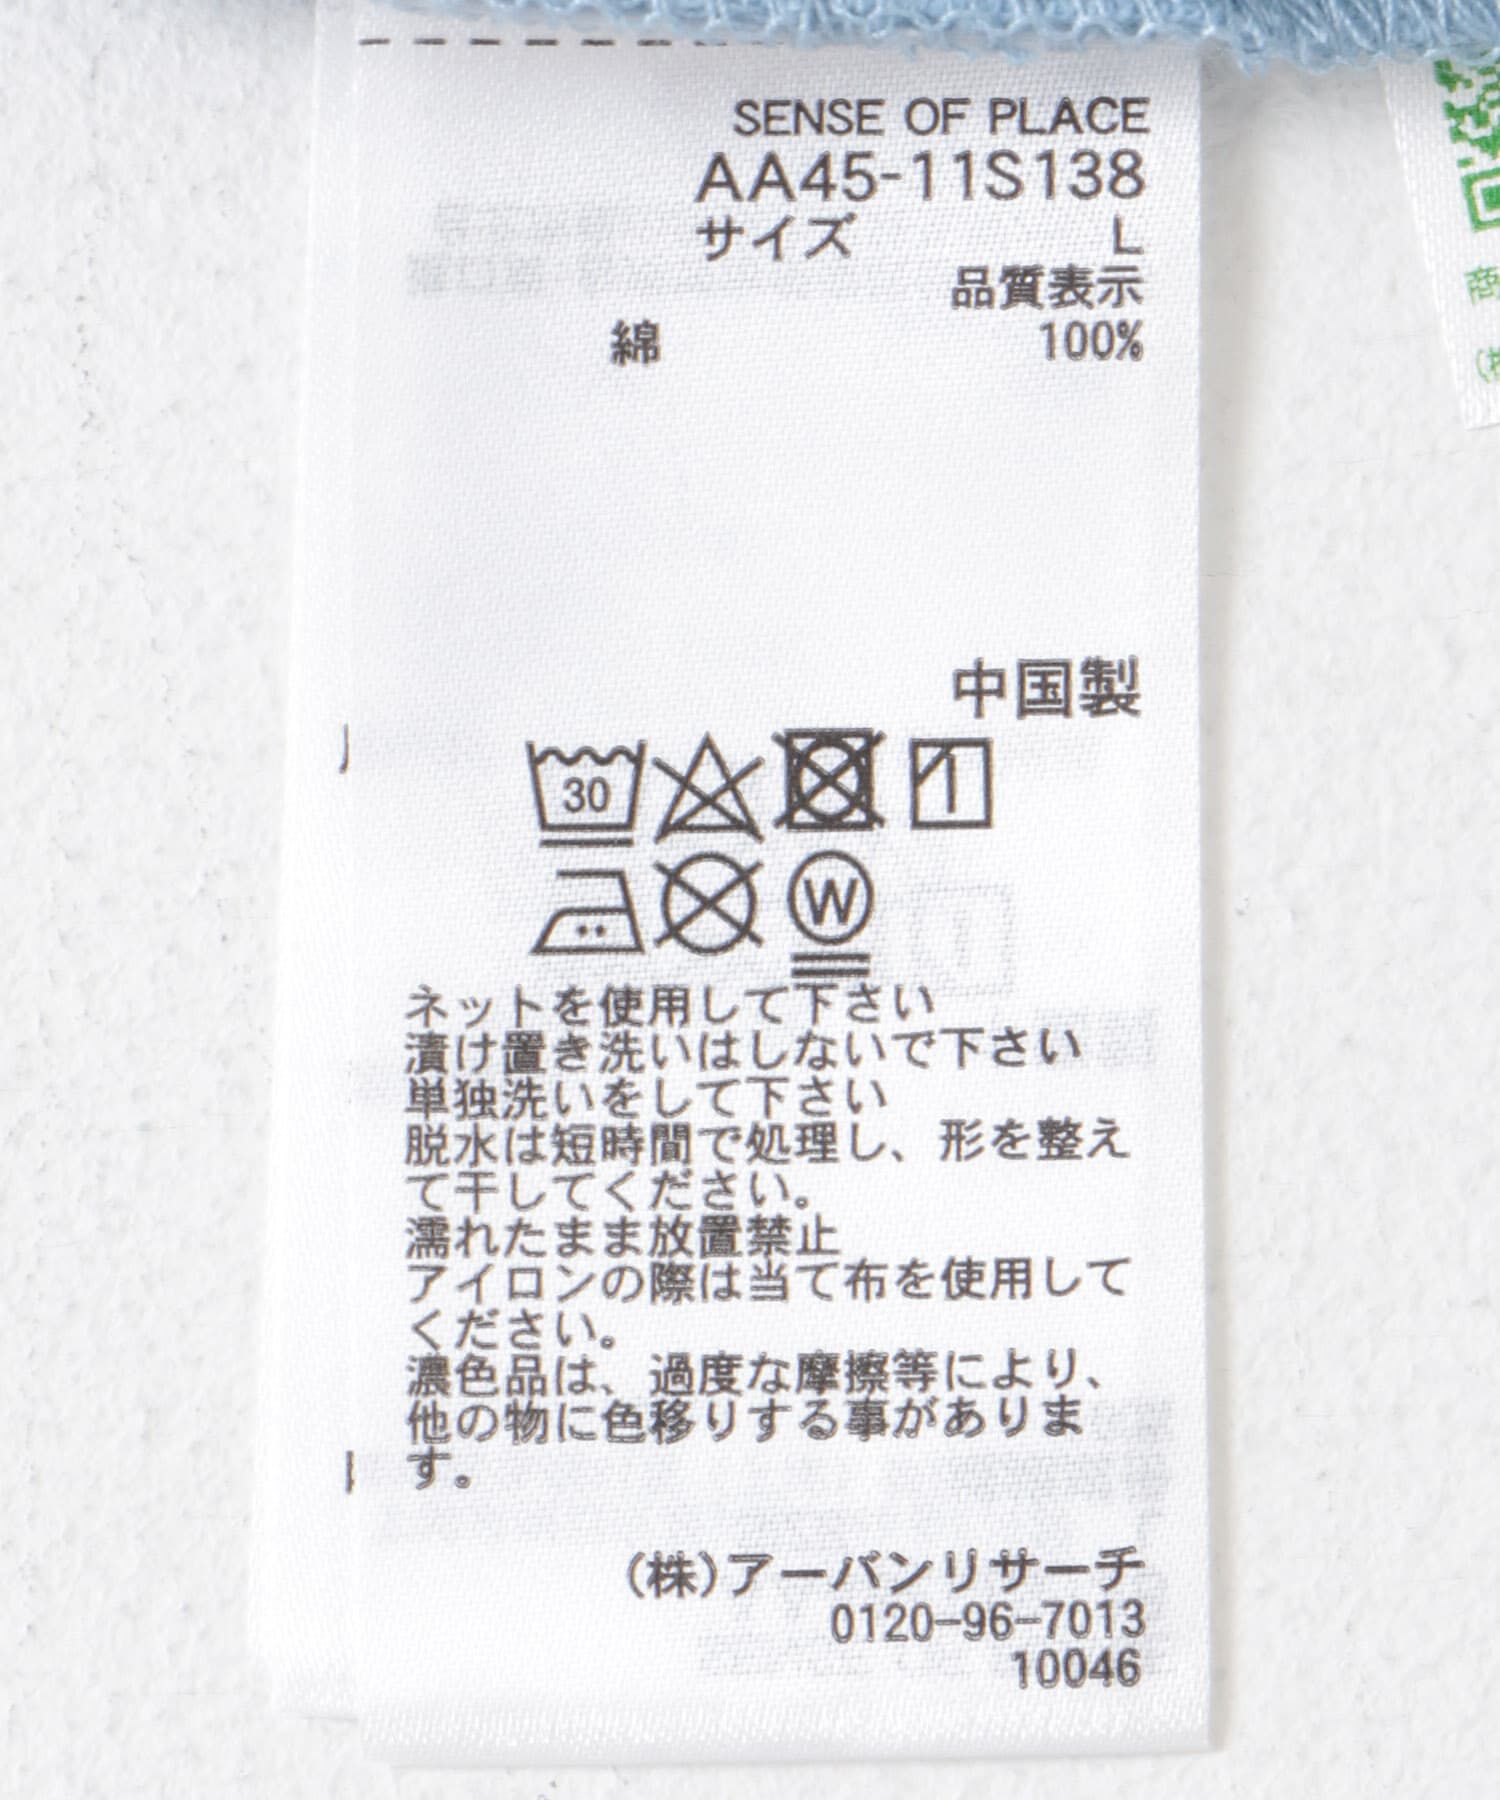 SENSE OF PLACE
AA45-11S138
サイズ L
品質表示
綿 100%
中国製
30
W
ネットを使用して下さい
漬け置き洗いはしないで下さい
単独洗いをして下さい
脱水は短時間で処理し、形を整え
て干してください。
濡れたまま放置禁止
アイロンの際は当て布を使用して
ください。
濃色品は、過度な摩擦等により、
他の物に色移りする事がありま
す。
(株)アーバンリサーチ
0120-96-7013
10046
商